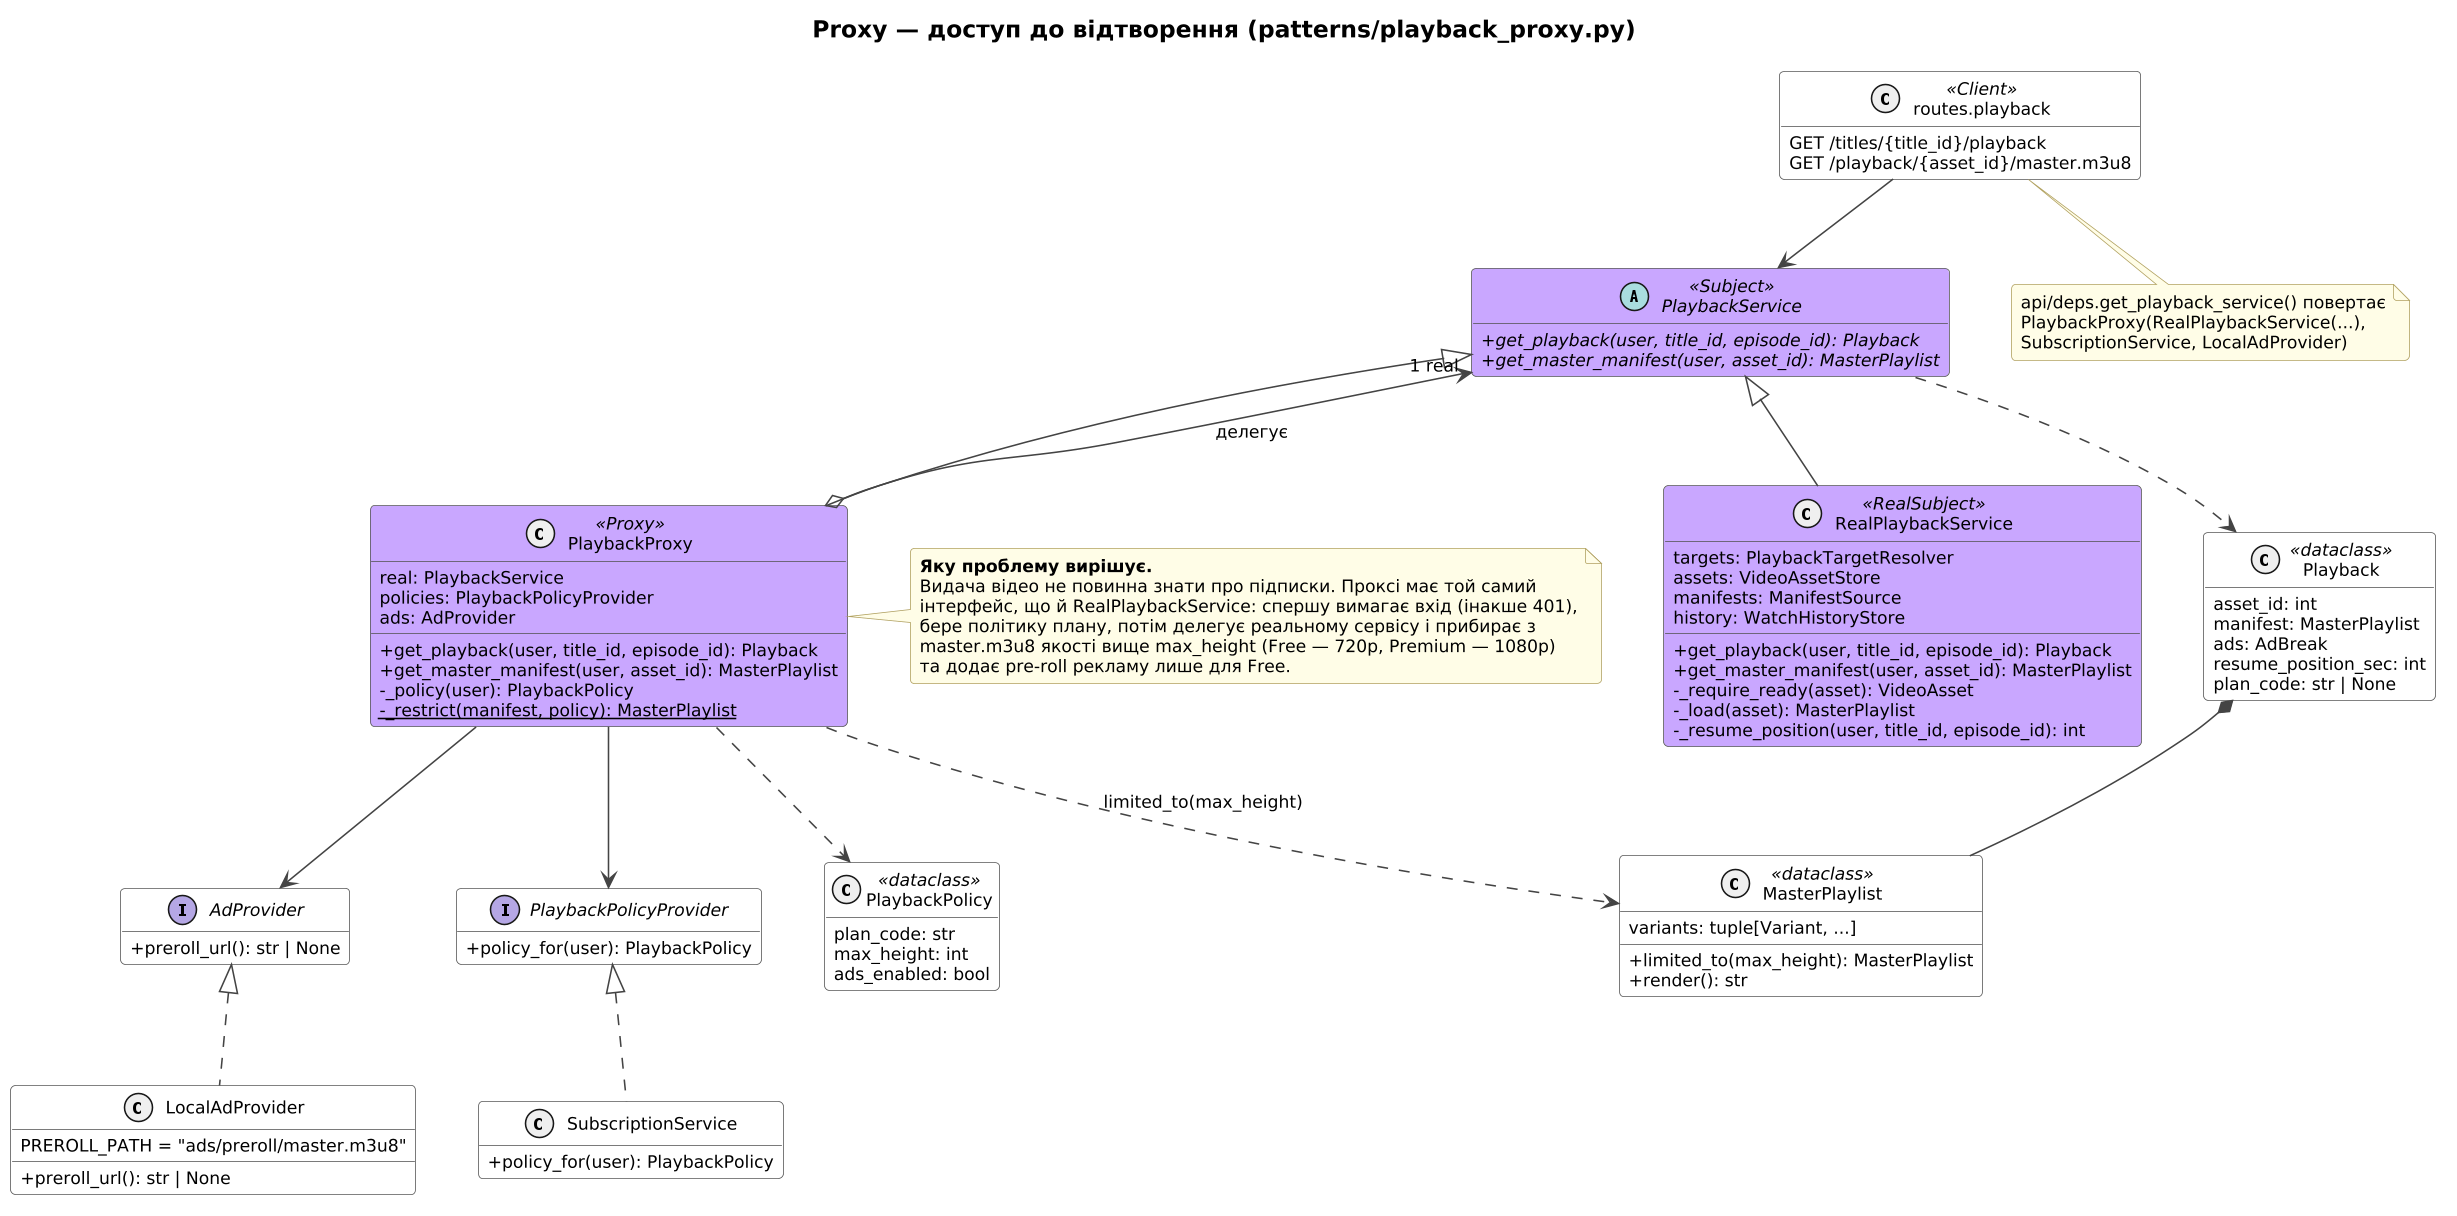 Proxy — доступ до відтворення (patterns/playback_proxy.py)
C
«Client»
routes.playback
GET /titles/{title_id}/playback
GET /playback/{asset_id}/master.m3u8
A
«Subject»
PlaybackService
+get_playback(user, title_id, episode_id): Playback
+get_master_manifest(user, asset_id): MasterPlaylist
api/deps.get_playback_service() повертає
PlaybackProxy(RealPlaybackService(...),
SubscriptionService, LocalAdProvider)
1 real
делегує
C
«Proxy»
PlaybackProxy
real: PlaybackService
policies: PlaybackPolicyProvider
ads: AdProvider
+get_playback(user, title_id, episode_id): Playback
+get_master_manifest(user, asset_id): MasterPlaylist
-_policy(user): PlaybackPolicy
-_restrict(manifest, policy): MasterPlaylist
Яку проблему вирішує.
Видача відео не повинна знати про підписки. Проксі має той самий
інтерфейс, що й RealPlaybackService: спершу вимагає вхід (інакше 401),
бере політику плану, потім делегує реальному сервісу і прибирає з
master.m3u8 якості вище max_height (Free — 720p, Premium — 1080p)
та додає pre-roll рекламу лише для Free.
C
«RealSubject»
RealPlaybackService
targets: PlaybackTargetResolver
assets: VideoAssetStore
manifests: ManifestSource
history: WatchHistoryStore
+get_playback(user, title_id, episode_id): Playback
+get_master_manifest(user, asset_id): MasterPlaylist
-_require_ready(asset): VideoAsset
-_load(asset): MasterPlaylist
-_resume_position(user, title_id, episode_id): int
C
«dataclass»
Playback
asset_id: int
manifest: MasterPlaylist
ads: AdBreak
resume_position_sec: int
plan_code: str | None
limited_to(max_height)
I
AdProvider
+preroll_url(): str | None
I
PlaybackPolicyProvider
+policy_for(user): PlaybackPolicy
C
«dataclass»
PlaybackPolicy
plan_code: str
max_height: int
ads_enabled: bool
C
«dataclass»
MasterPlaylist
variants: tuple[Variant, ...]
+limited_to(max_height): MasterPlaylist
+render(): str
C
LocalAdProvider
PREROLL_PATH = "ads/preroll/master.m3u8"
+preroll_url(): str | None
C
SubscriptionService
+policy_for(user): PlaybackPolicy